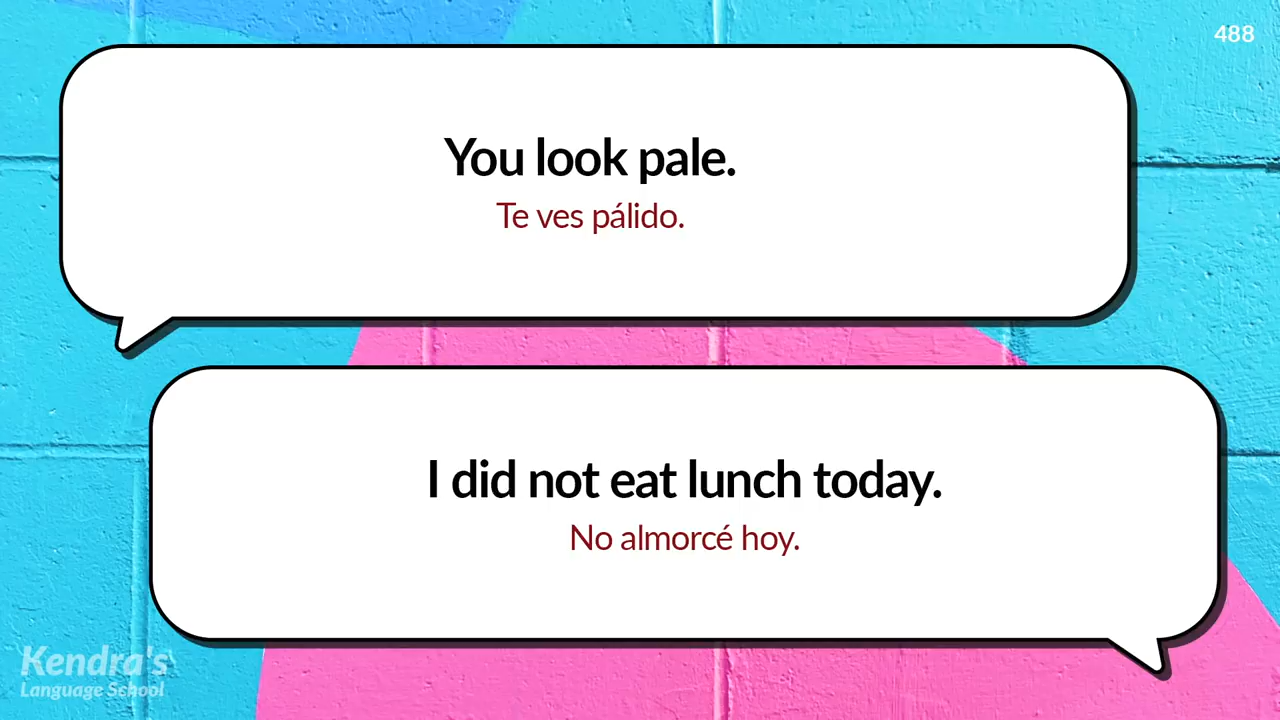 488
You look pale.
Te ves pálido.
I did not eat lunch today.
No almorcé hoy.
Kendra's
Language School